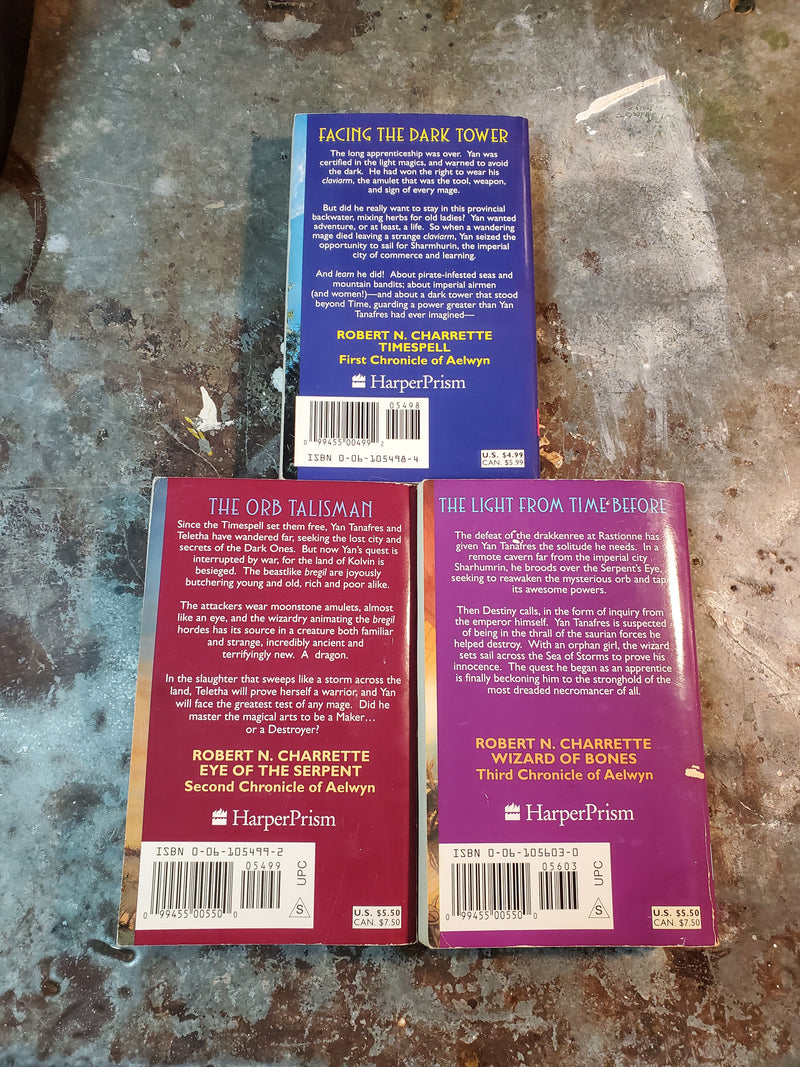 FACING THE DARK TOWER
The long apprenticeship was over. Yan was
certified in the light magics, and warned to avoid
the dark. He had won the right to wear his
claviarm, the amulet that was the tool, weapon,
and sign of every mage.
But did he really want to stay in this provincial
backwater, mixing herbs for old ladies? Yan wanted
adventure, or at least, a life. So when a wandering
mage died leaving a strange claviarm, Yan seized the
opportunity to sail for Sharmhurin, the imperial
city of commerce and learning.
And learn he did! About pirate-infested seas and
mountain bandits; about imperial airmen
(and women!)—and about a dark tower that stood
beyond Time, guarding a power greater than Yan
Tanafres had ever imagined—
ROBERT N. CHARRETTE
TIMESPELL
First Chronicle of Aelwyn
HarperPrism
05498
0 99455 00499 2
ISBN 0-06-105498-4
U.S. $4.99
CAN. $5.99
THE ORB TALISMAN
Since the Timespell set them free, Yan Tanafres and
Teletha have wandered far, seeking the lost city and
secrets of the Dark Ones. But now Yan's quest is
interrupted by war, for the land of Kolvin is
besieged. The beastlike bregil are joyously
butchering young and old, rich and poor alike.
The attackers wear moonstone amulets, almost
like an eye, and the wizardry animating the bregil
hordes has its source in a creature both familiar
and strange, incredibly ancient and
terrifyingly new. A dragon.
In the slaughter that sweeps like a storm across the
land, Teletha will prove herself a warrior, and Yan
will face the greatest test of any mage. Did he
master the magical arts to be a Maker...
or a Destroyer?
ROBERT N. CHARRETTE
EYE OF THE SERPENT
Second Chronicle of Aelwyn
HarperPrism
ISBN 0-06-105499-2
05499
0 99455 00550 0
UPC
S
U.S. $5.50
CAN. $7.50
THE LIGHT FROM TIME BEFORE
The defeat of the drakkenree at Rastionne has
given Yan Tanafres the solitude he needs. In a
remote cavern far from the imperial city
Sharhumrin, he broods over the Serpent's Eye,
seeking to reawaken the mysterious orb and tap
its awesome powers.
Then Destiny calls, in the form of inquiry from
the emperor himself. Yan Tanafres is suspected
of being in the thrall of the saurian forces he
helped destroy. With an orphan girl, the wizard
sets sail across the Sea of Storms to prove his
innocence. The quest he began as an apprentice
is finally beckoning him to the stronghold of the
most dreaded necromancer of all.
ROBERT N. CHARRETTE
WIZARD OF BONES
Third Chronicle of Aelwyn
HarperPrism
ISBN 0-06-105603-0
05603
0 99455 00550 0
UPC
S
U.S. $5.50
CAN. $7.50